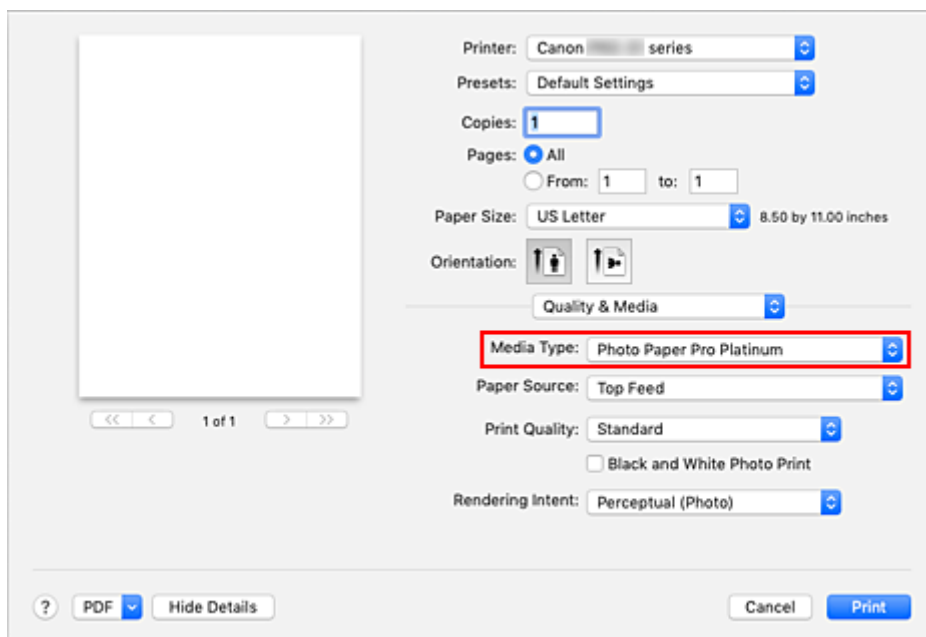 Printer: Canon series
Presets: Default Settings
Copies: 1
Pages: All
From: 1 to: 1
Paper Size: US Letter 8.50 by 11.00 inches
Orientation:
Quality & Media
Media Type: Photo Paper Pro Platinum
Paper Source: Top Feed
<< < 1 of 1 > >>
Print Quality: Standard
Black and White Photo Print
Rendering Intent: Perceptual (Photo)
? PDF Hide Details Cancel Print